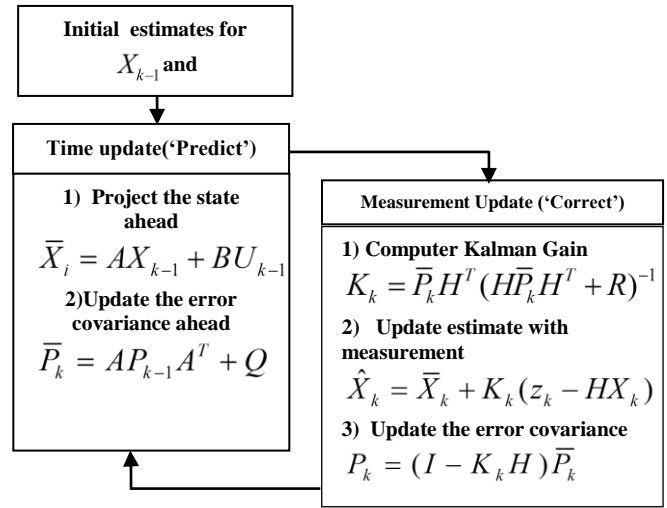 Initial estimates for
X_{k-1} and
Time update('Predict')
1) Project the state
ahead
X̅_i = AX_{k-1} + BU_{k-1}
2)Update the error
covariance ahead
P̅_k = AP_{k-1}A^T + Q
Measurement Update ('Correct')
1) Computer Kalman Gain
K_k = P̅_k H^T (HP̅_k H^T + R)^{-1}
2) Update estimate with
measurement
X̂_k = X̅_k + K_k (z_k − HX_k)
3) Update the error covariance
P_k = (I − K_k H)P̅_k